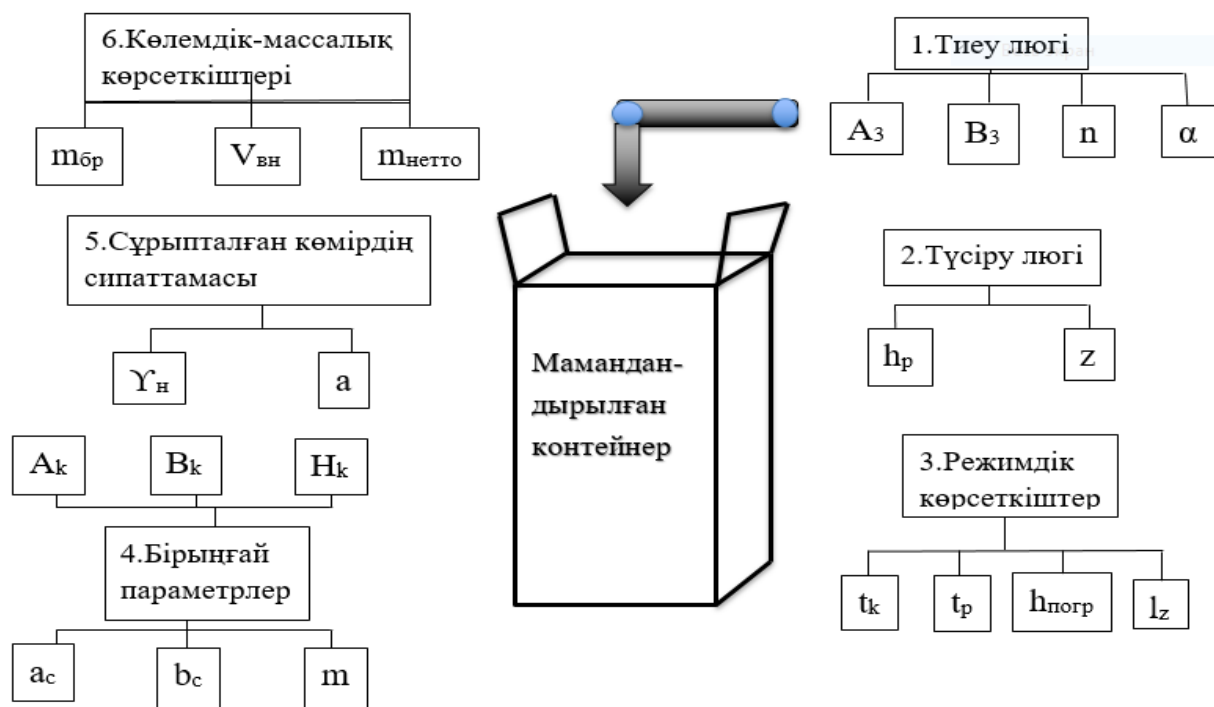 6.Көлемдік-массалық
көрсеткіштері
mбр
Vвн
mнетто
5.Сұрыпталған көмірдің
сипаттамасы
ϒн
a
Ak
Bk
Hk
4.Бірыңғай
параметрлер
ac
bc
m
Мамандан-
дырылған
контейнер
1.Тиеу люгі
A3
B3
n
α
2.Түсіру люгі
hp
z
3.Режимдік
көрсеткіштер
tk
tp
hпогр
lz